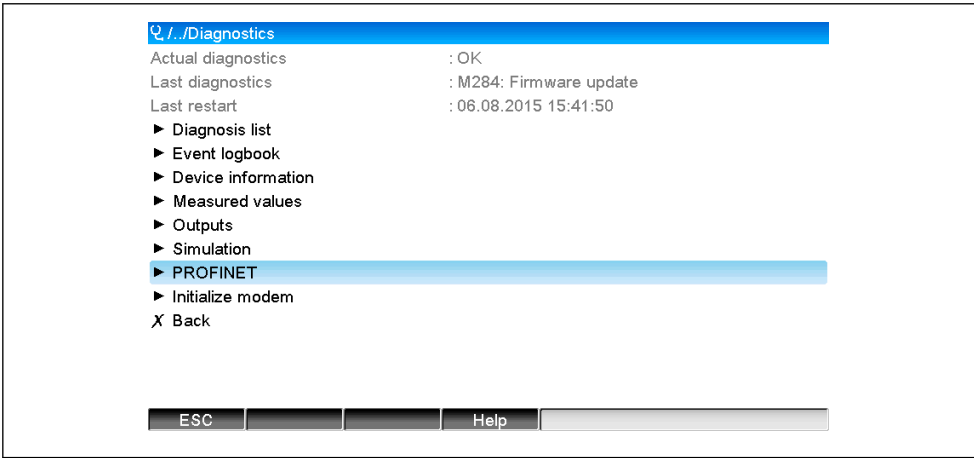 /../Diagnostics
Actual diagnostics : OK
Last diagnostics : M284: Firmware update
Last restart : 06.08.2015 15:41:50
► Diagnosis list
► Event logbook
► Device information
► Measured values
► Outputs
► Simulation
► PROFINET
► Initialize modem
X Back
ESC Help